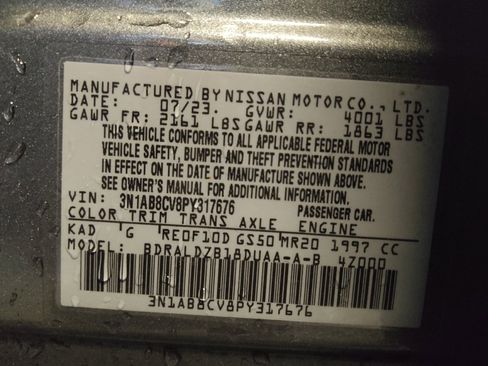 MANUFACTURED BY NISSAN MOTOR CO., LTD.
DATE: 07/23. GVWR: 4001 LBS
GAWR FR: 2161 LBS GAWR RR: 1863 LBS
THIS VEHICLE CONFORMS TO ALL APPLICABLE FEDERAL MOTOR
VEHICLE SAFETY, BUMPER AND THEFT PREVENTION STANDARDS
IN EFFECT ON THE DATE OF MANUFACTURE SHOWN ABOVE.
SEE OWNER'S MANUAL FOR ADDITIONAL INFORMATION.
VIN: 3N1AB8CV8PY317676 PASSENGER CAR.
COLOR TRIM TRANS AXLE ENGINE
KAD G RE0F10D GS50 MR20 1997 CC
MODEL: BDRALDZB18DUAA-A-B 4Z000
3N1AB8CV8PY317676